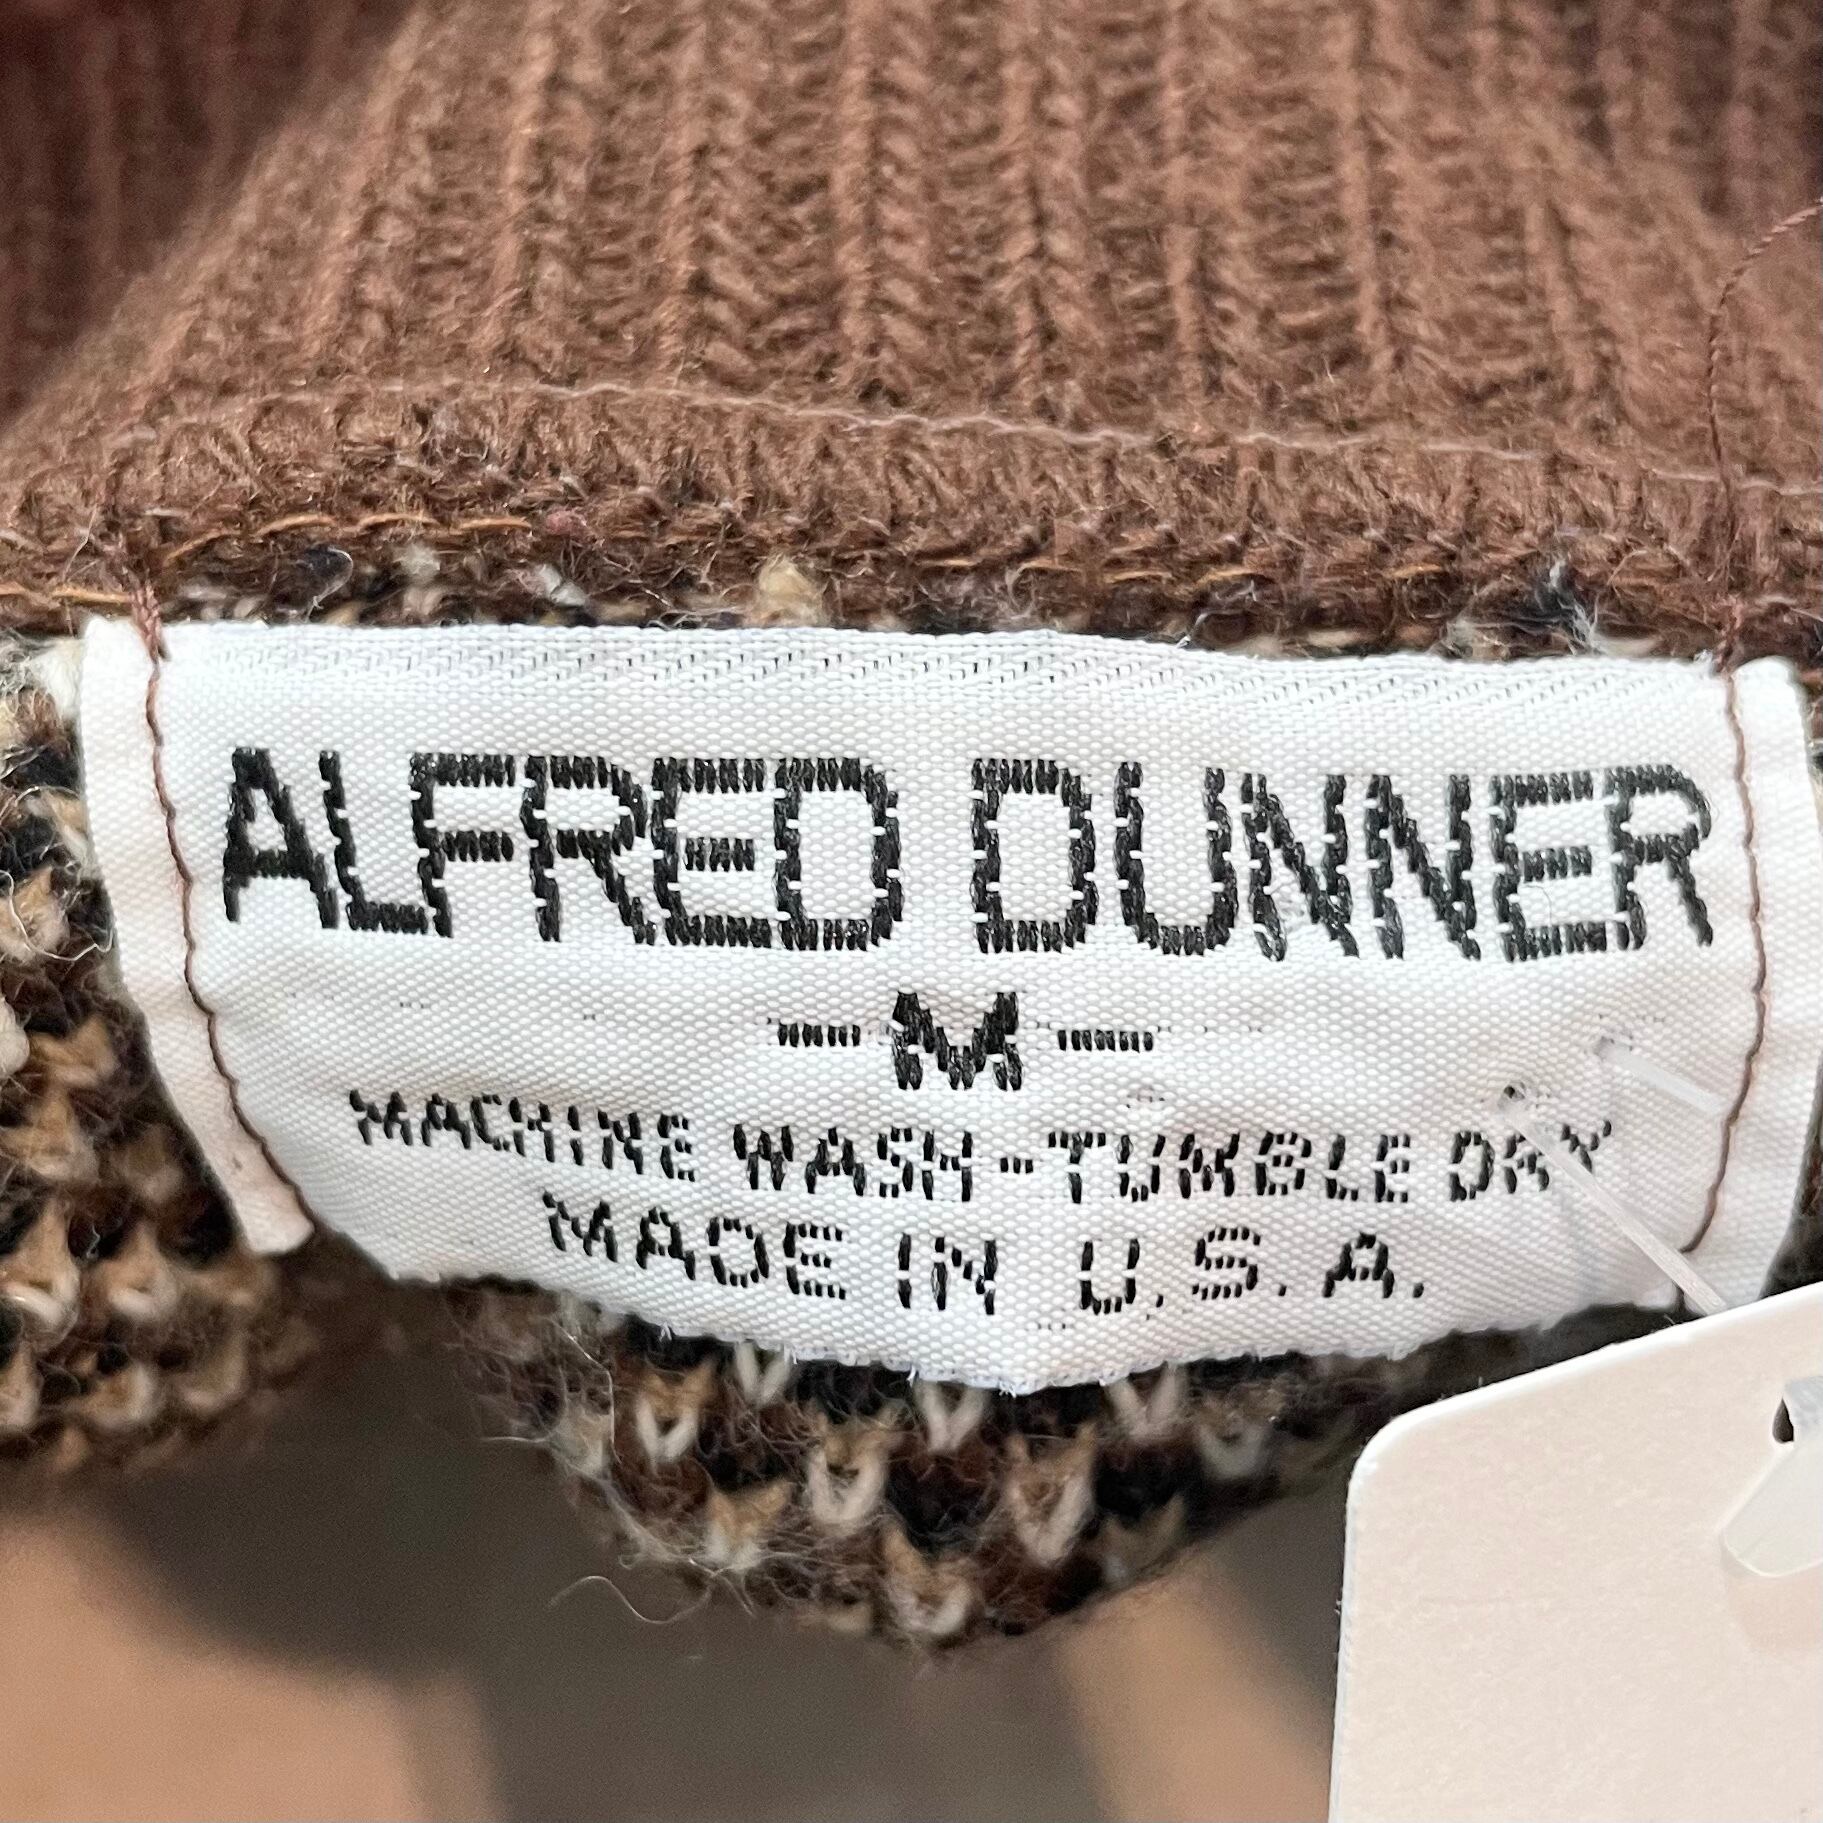 ALFRED DUNNER
-M-
MACHINE WASH-TUMBLE DRY
MADE IN U.S.A.